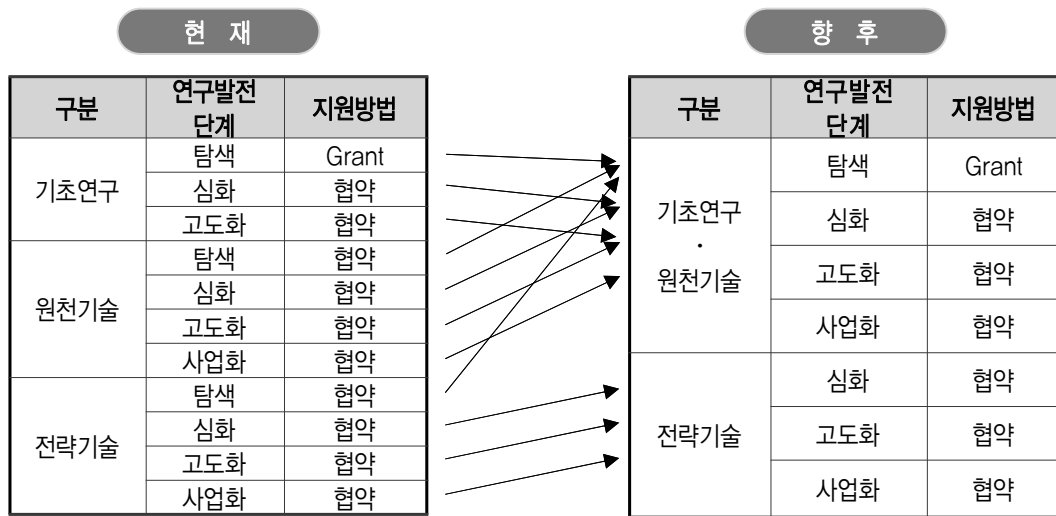 현 재
구분 연구발전 단계 지원방법
기초연구 탐색 Grant
심화 협약
고도화 협약
원천기술 탐색 협약
심화 협약
고도화 협약
사업화 협약
전략기술 탐색 협약
심화 협약
고도화 협약
사업화 협약
향 후
구분 연구발전 단계 지원방법
기초연구 · 원천기술 탐색 Grant
심화 협약
고도화 협약
사업화 협약
전략기술 심화 협약
고도화 협약
사업화 협약